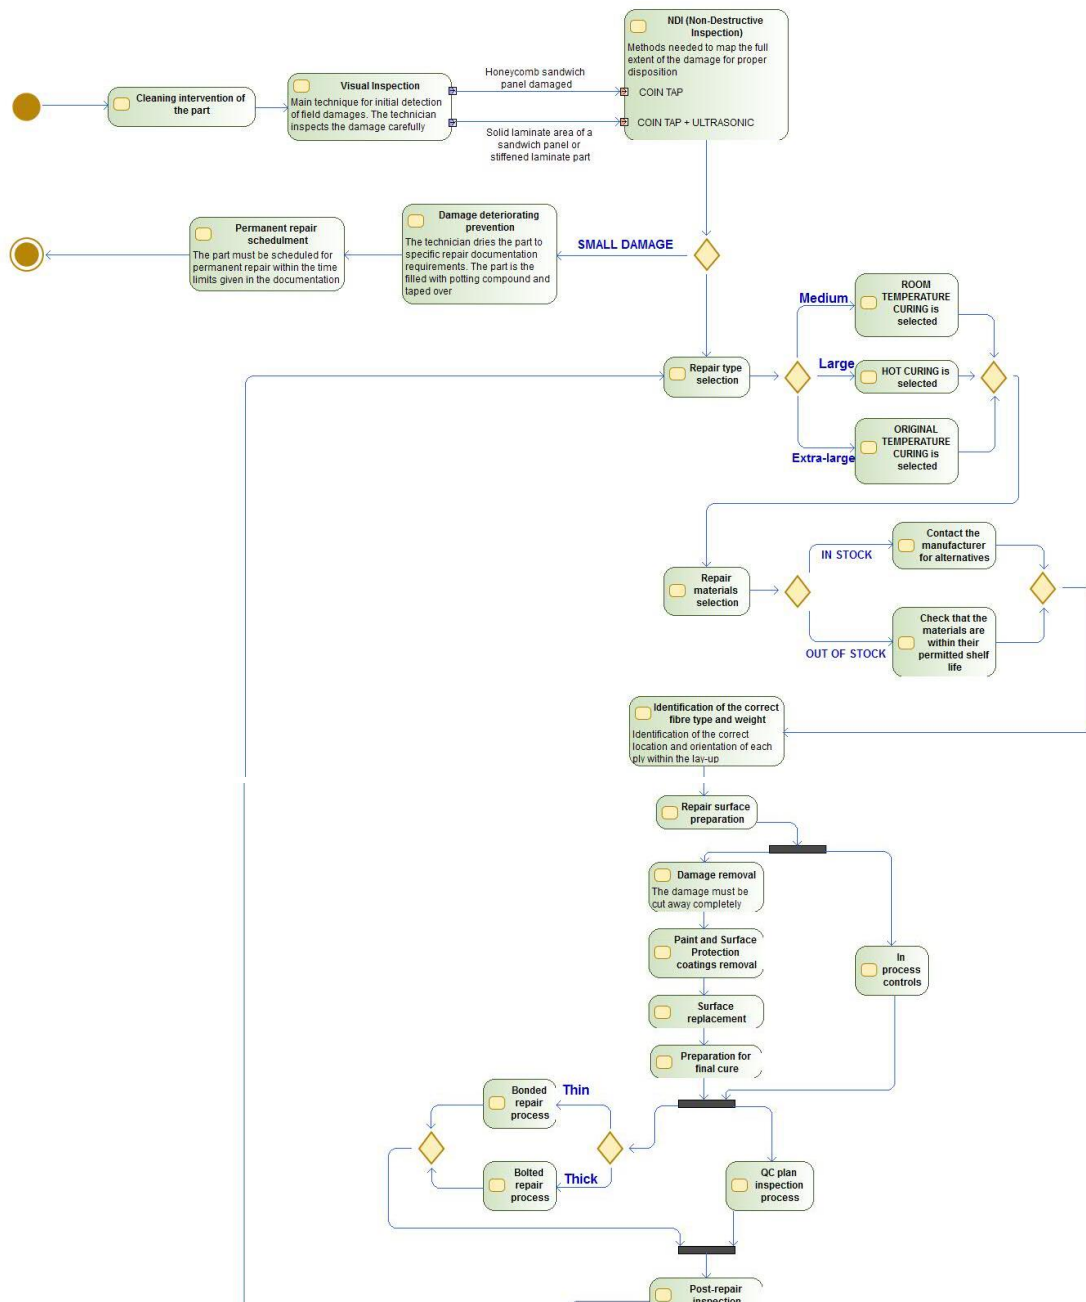 NDI (Non-Destructive
Inspection)
Methods needed to map the full
extent of the damage for proper
disposition
COIN TAP
COIN TAP + ULTRASONIC
Honeycomb sandwich
panel damaged
Solid laminate area of a
sandwich panel or
stiffened laminate part
Cleaning intervention of
the part
Visual Inspection
Main technique for initial detection
of field damages. The technician
inspects the damage carefully
Permanent repair
schedulment
The part must be scheduled for
permanent repair within the time
limits given in the documentation
Damage deteriorating
prevention
The technician dries the part to
specific repair documentation
requirements. The part is the
filled with potting compound and
taped over
SMALL DAMAGE
Medium
ROOM
TEMPERATURE
CURING is
selected
Repair type
selection
Large
HOT CURING is
selected
Extra-large
ORIGINAL
TEMPERATURE
CURING is
selected
Repair
materials
selection
IN STOCK
Contact the
manufacturer
for alternatives
OUT OF STOCK
Check that the
materials are
within their
permitted shelf
life
Identification of the correct
fibre type and weight
Identification of the correct
location and orientation of each
ply within the lay-up
Repair surface
preparation
Damage removal
The damage must be
cut away completely
Paint and Surface
Protection
coatings removal
In
process
controls
Surface
replacement
Preparation for
final cure
Bonded
repair
process
Thin
Bolted
repair
process
Thick
QC plan
inspection
process
Post-repair
inspection